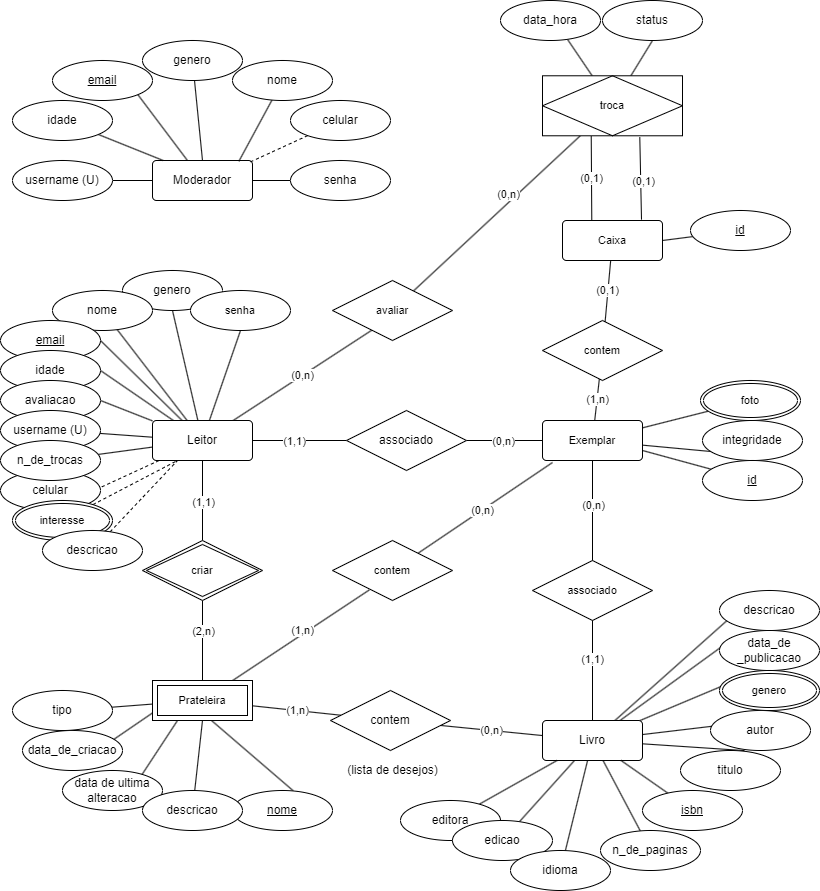 data_hora
status
genero
email
nome
troca
idade
celular
username (U)
Moderador
senha
(0,n)
(0,1)
(0,1)
Caixa
id
genero
nome
senha
avaliar
(0,1)
email
contem
idade
(0,n)
avaliacao
(1,n)
foto
username (U)
Leitor
(1,1)
associado
(0,n)
Exemplar
integridade
n_de_trocas
id
celular
(1,1)
(0,n)
(0,n)
interesse
descricao
criar
contem
associado
descricao
(2,n)
(1,n)
data_de
_publicacao
(1,1)
genero
Prateleira
tipo
(1,n)
contem
(0,n)
Livro
autor
data_de_criacao
(lista de desejos)
titulo
data de ultima
alteracao
descricao
nome
isbn
editora
edicao
n_de_paginas
idioma